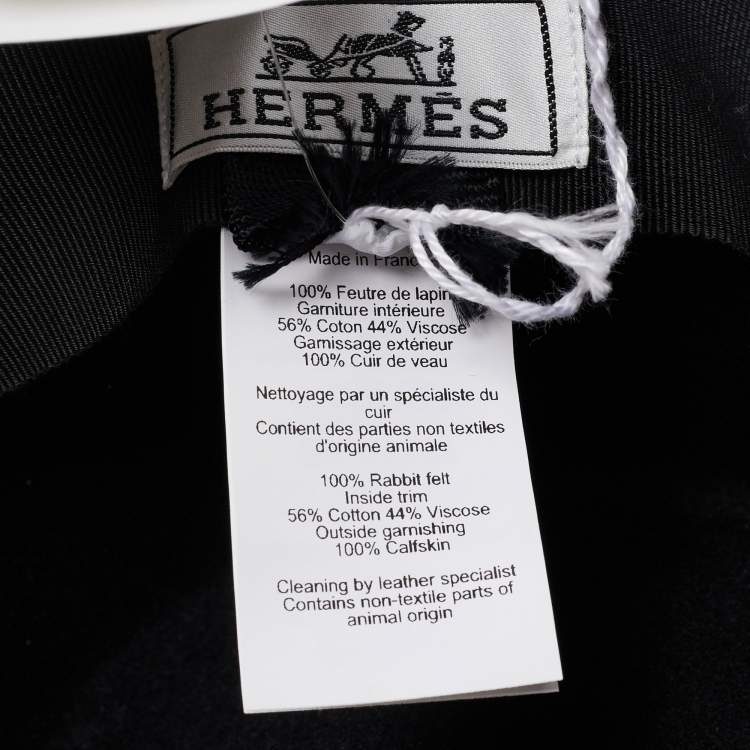 HERMÈS
Made in
100% Feutre de lapin
Garniture intérieure
56% Coton 44% Viscose
Garnissage extérieur
100% Cuir de veau
Nettoyage par un spécialiste du
cuir
Contient des parties non textiles
d'origine animale
100% Rabbit felt
Inside trim
56% Cotton 44% Viscose
Outside garnishing
100% Calfskin
Cleaning by leather specialist
Contains non-textile parts of
animal origin